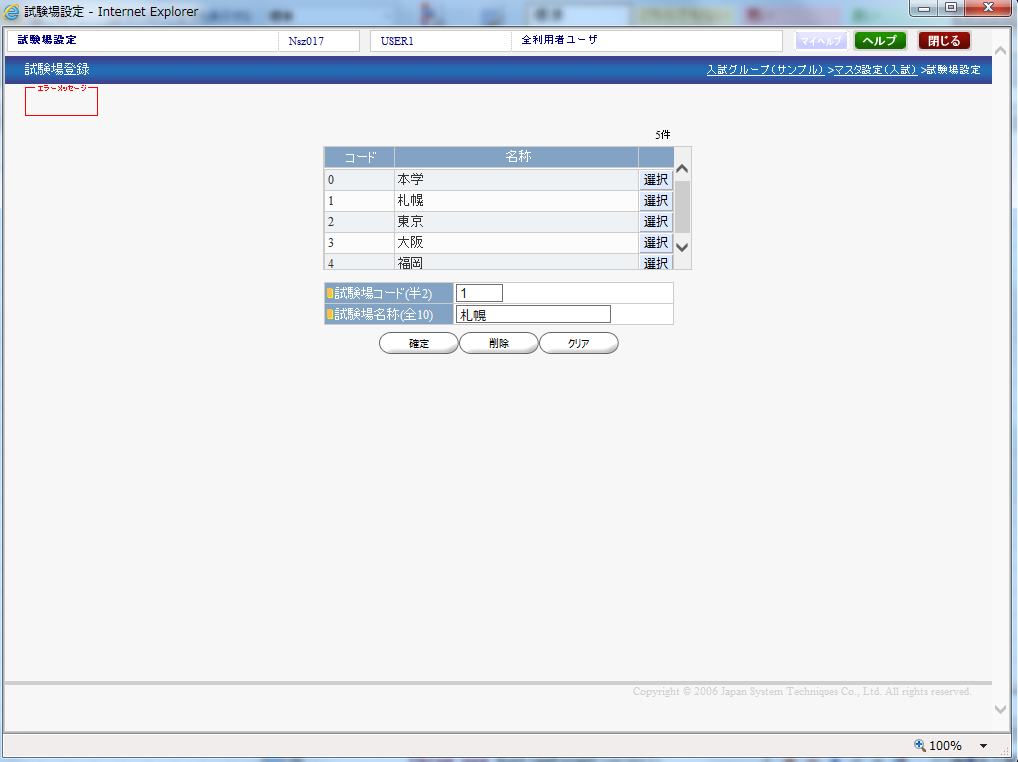 試験場設定 - Internet Explorer
試験場設定 Nsz017 USER1 全利用者ユーザ マイヘルプ ヘルプ 閉じる
試験場登録 入試グループ(サンプル) >マスタ設定(入試) >試験場設定
エラーメッセージ
5件
コード 名称
0 本学 選択
1 札幌 選択
2 東京 選択
3 大阪 選択
4 福岡 選択
試験場コード(半2) 1
試験場名称(全10) 札幌
確定 削除 クリア
Copyright © 2006 Japan System Techniques Co., Ltd. All rights reserved.
100%